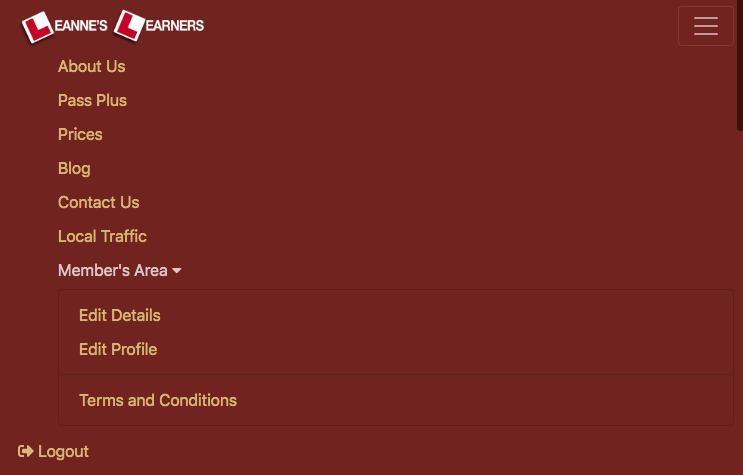 LEANNE'S LEARNERS
About Us
Pass Plus
Prices
Blog
Contact Us
Local Traffic
Member's Area
Edit Details
Edit Profile
Terms and Conditions
Logout